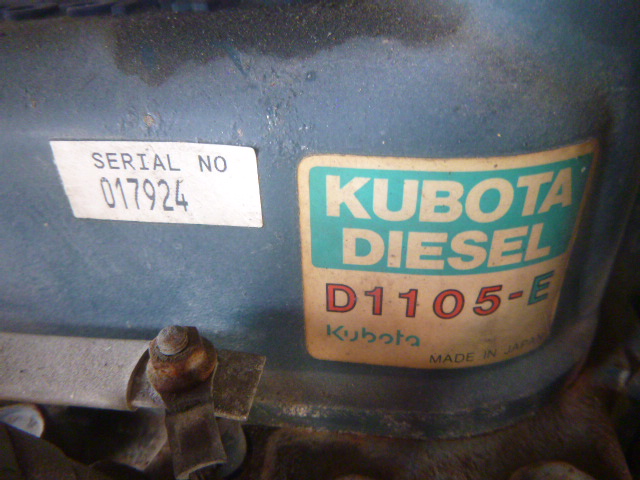 SERIAL NO
017924
KUBOTA
DIESEL
D1105-E
Kubota
MADE IN JAPAN